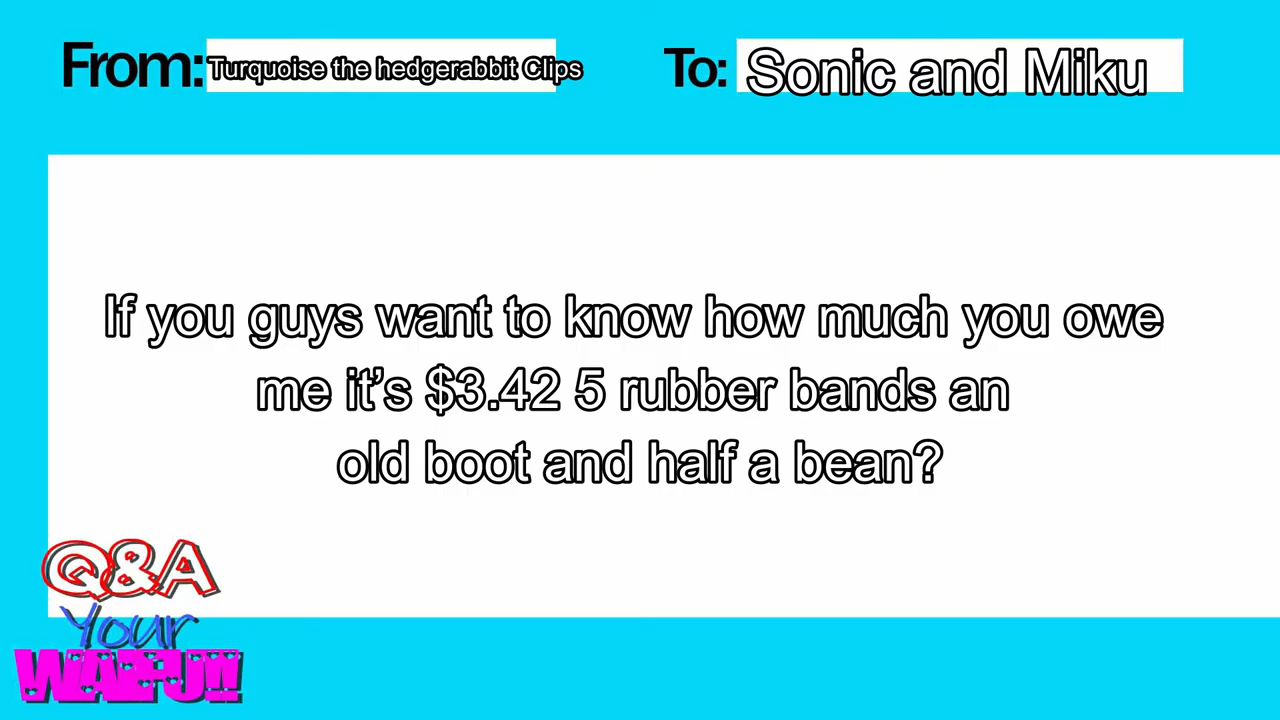 From: Turquoise the hedgerabbit Clips
To: Sonic and Miku
If you guys want to know how much you owe
me it’s $3.42 5 rubber bands an
old boot and half a bean?
Q&A
Your
WAIFU!!